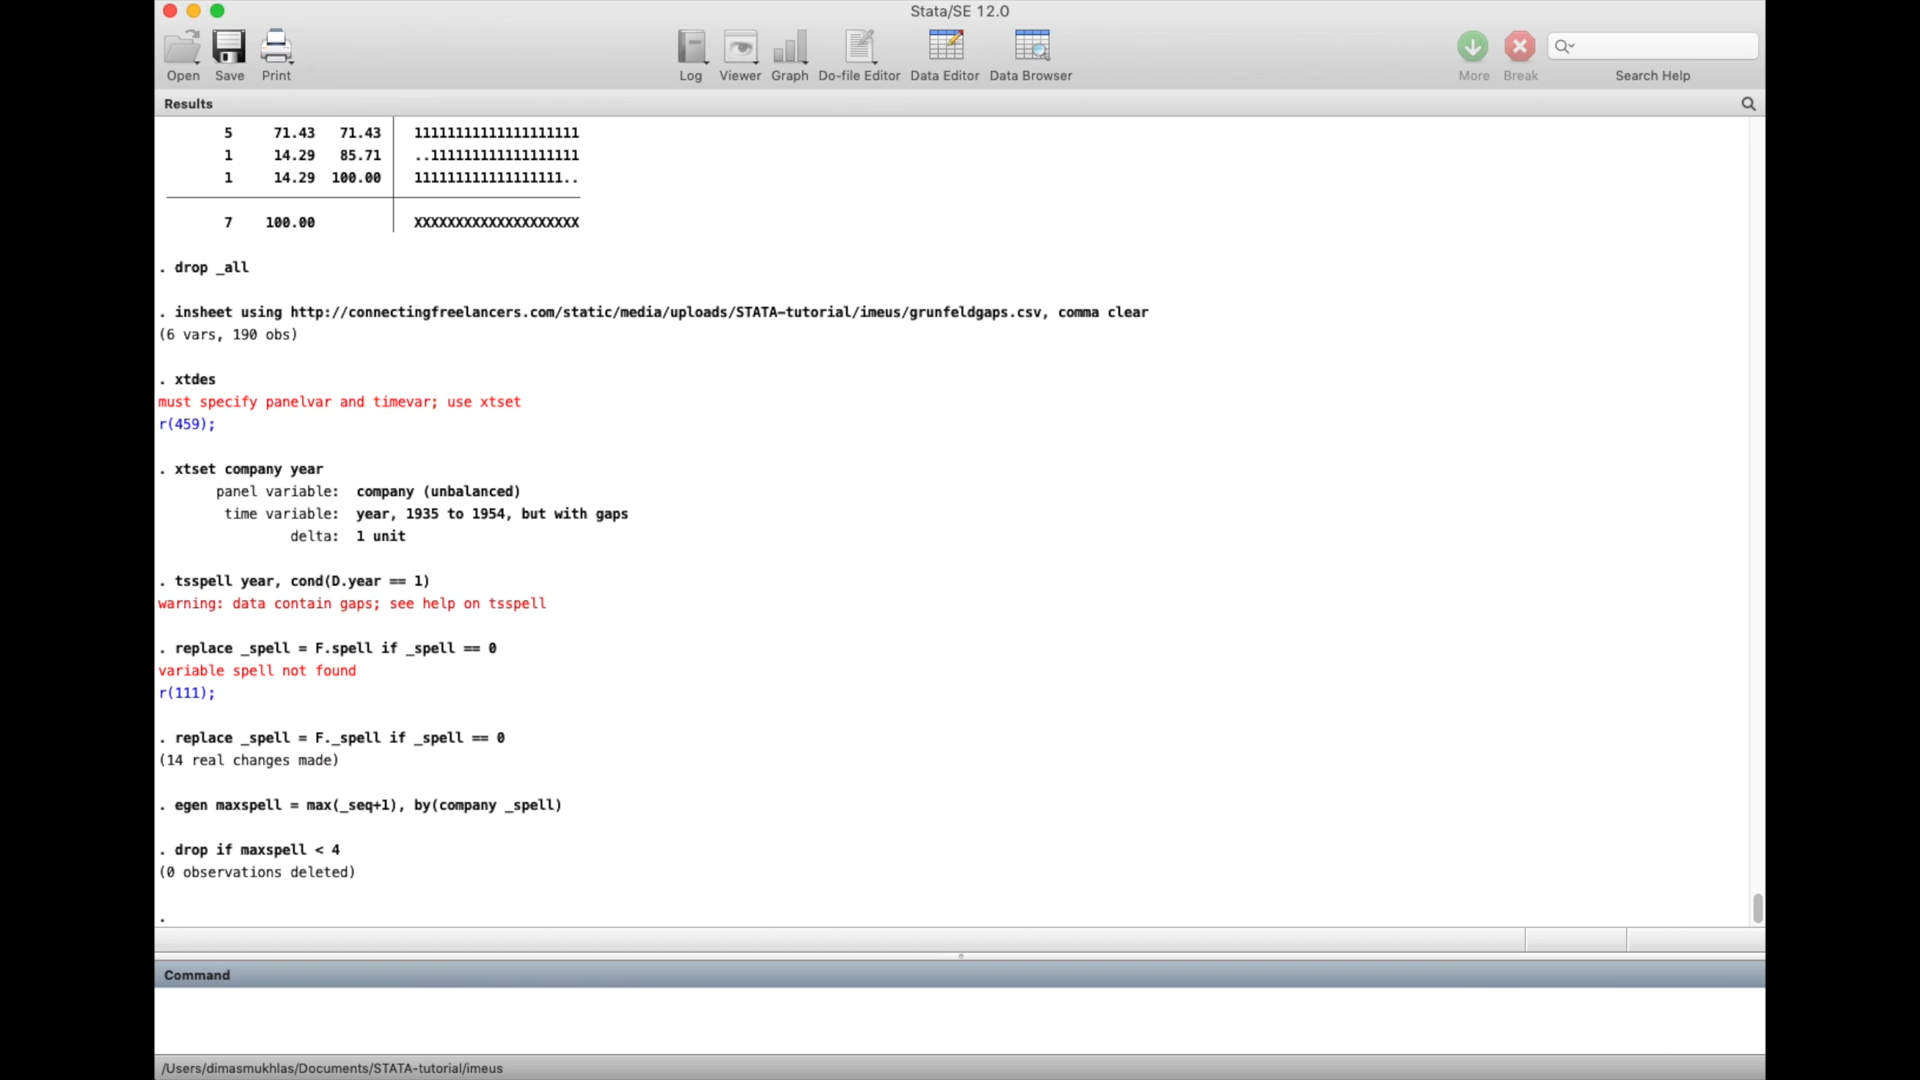 Stata/SE 12.0
Open Save Print Log Viewer Graph Do-file Editor Data Editor Data Browser More Break Search Help
Results
5 71.43 71.43 11111111111111111111
1 14.29 85.71 ..111111111111111111
1 14.29 100.00 111111111111111111..
7 100.00 XXXXXXXXXXXXXXXXXXXX
. drop _all
. insheet using http://connectingfreelancers.com/static/media/uploads/STATA-tutorial/imeus/grunfeldgaps.csv, comma clear
(6 vars, 190 obs)
. xtdes
must specify panelvar and timevar; use xtset
r(459);
. xtset company year
panel variable: company (unbalanced)
time variable: year, 1935 to 1954, but with gaps
delta: 1 unit
. tsspell year, cond(D.year == 1)
warning: data contain gaps; see help on tsspell
. replace _spell = F.spell if _spell == 0
variable spell not found
r(111);
. replace _spell = F._spell if _spell == 0
(14 real changes made)
. egen maxspell = max(_seq+1), by(company _spell)
. drop if maxspell < 4
(0 observations deleted)
.
Command
/Users/dimasmukhlas/Documents/STATA-tutorial/imeus